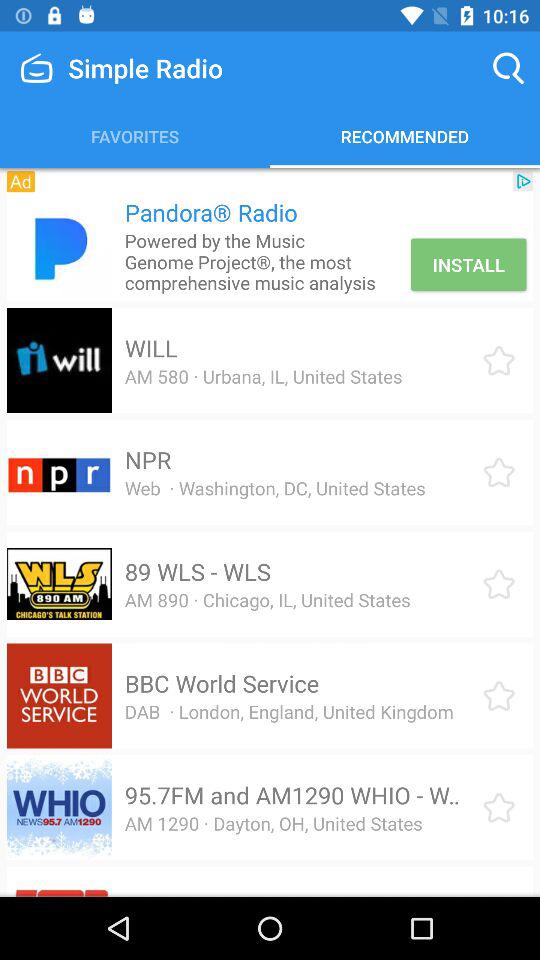 10:16
Simple Radio
FAVORITES
RECOMMENDED
Ad
Pandora® Radio
Powered by the Music
Genome Project®, the most
comprehensive music analysis
INSTALL
will
WILL
AM 580 · Urbana, IL, United States
npr
NPR
Web · Washington, DC, United States
WLS
890 AM
CHICAGO'S TALK STATION
89 WLS - WLS
AM 890 · Chicago, IL, United States
BBC
WORLD
SERVICE
BBC World Service
DAB · London, England, United Kingdom
WHIO
NEWS95.7 AM1290
95.7FM and AM1290 WHIO - W..
AM 1290 · Dayton, OH, United States